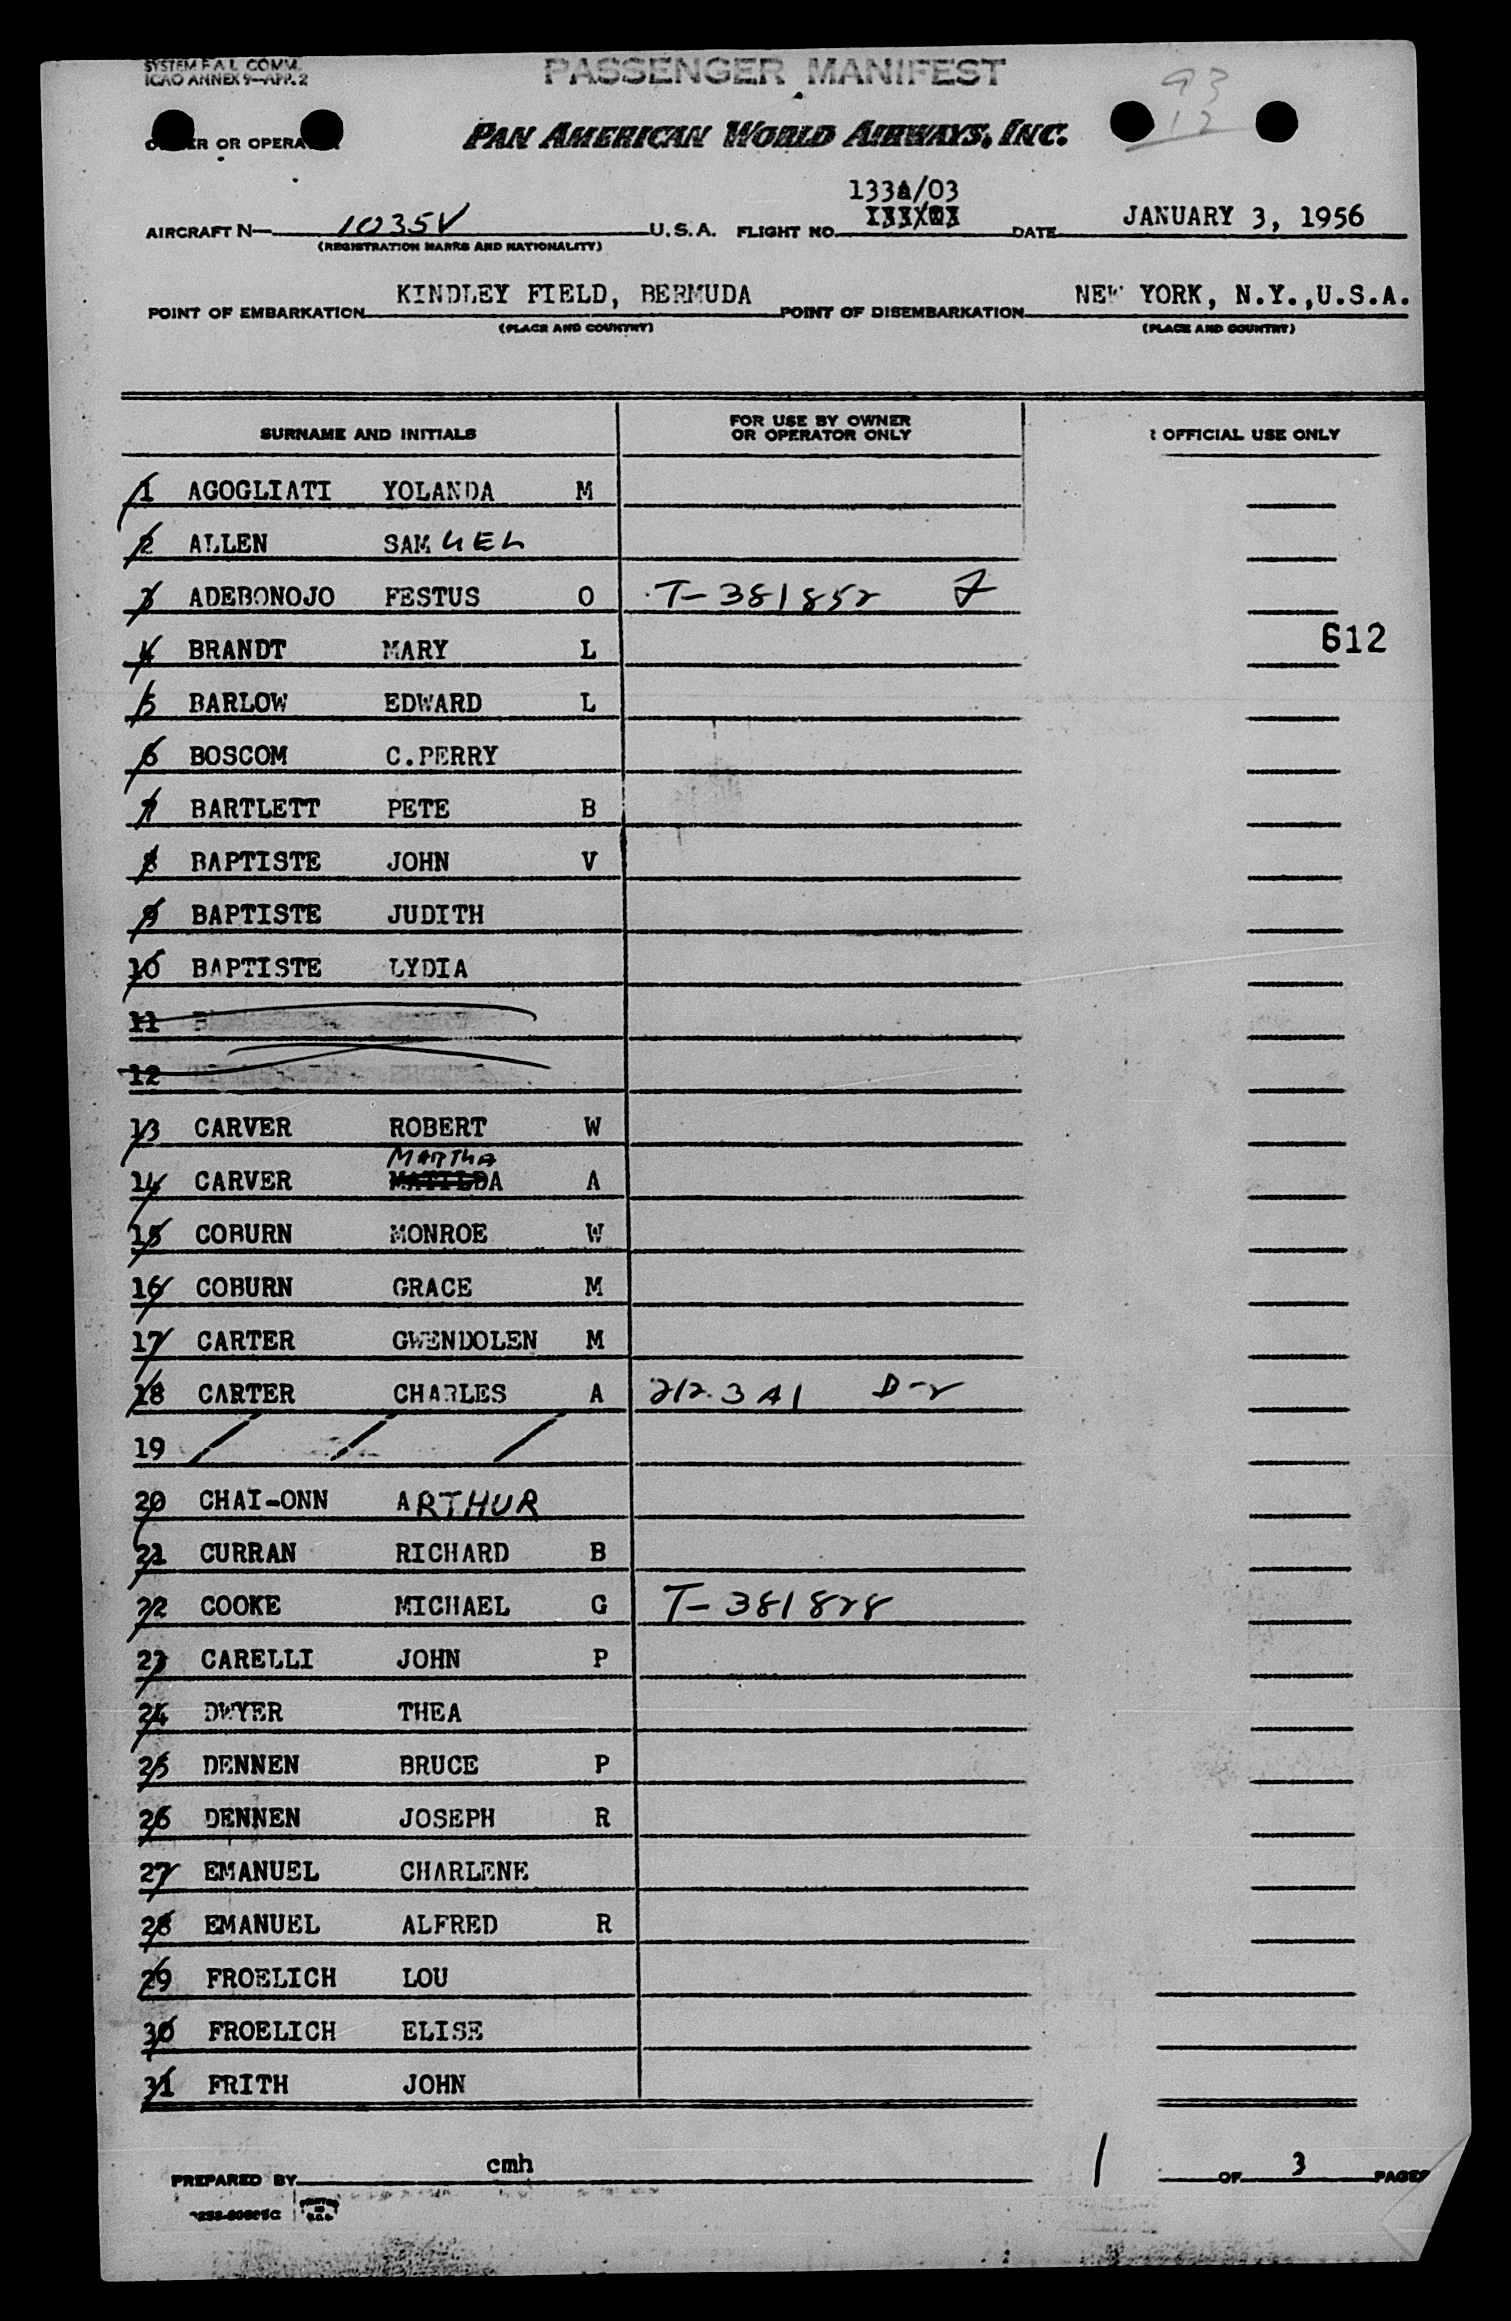 SYSTEM F A L COMM.
ICAO ANNEX 9—APP. 2
PASSENGER MANIFEST
93
12
OR OPERA
PAN AMERICAN WORLD AIRWAYS, INC.
133A/03
AIRCRAFT N— 1035V U.S.A. FLIGHT NO. DATE JANUARY 3, 1956
(REGISTRATION MARKS AND NATIONALITY)
POINT OF EMBARKATION KINDLEY FIELD, BERMUDA POINT OF DISEMBARKATION NEW YORK, N.Y.,U.S.A.
(PLACE AND COUNTRY) (PLACE AND COUNTRY)
SURNAME AND INITIALS FOR USE BY OWNER OR OPERATOR ONLY OFFICIAL USE ONLY
1 AGOGLIATI YOLANDA M
2 ALLEN SAMUEL
3 ADEBONOJO FESTUS O T-381852
612
4 BRANDT MARY L
5 BARLOW EDWARD L
6 BOSCOM C.PERRY
7 BARTLETT PETE B
8 BAPTISTE JOHN V
9 BAPTISTE JUDITH
10 BAPTISTE LYDIA
11 B
12
13 CARVER ROBERT W
MARTHA
14 CARVER MATILDA A
15 COBURN MONROE W
16 COBURN GRACE M
17 CARTER GWENDOLEN M
18 CARTER CHARLES A 212.341 D-2
19 / / /
20 CHAI-ONN ARTHUR
21 CURRAN RICHARD B
22 COOKE MICHAEL G T-381828
23 CARELLI JOHN P
24 DWYER THEA
25 DENNEN BRUCE P
26 DENNEN JOSEPH R
27 EMANUEL CHARLENE
28 EMANUEL ALFRED R
29 FROELICH LOU
30 FROELICH ELISE
31 FRITH JOHN
PREPARED BY cmh 1 OF 3 PAGES
PRINTED IN U.S.A.